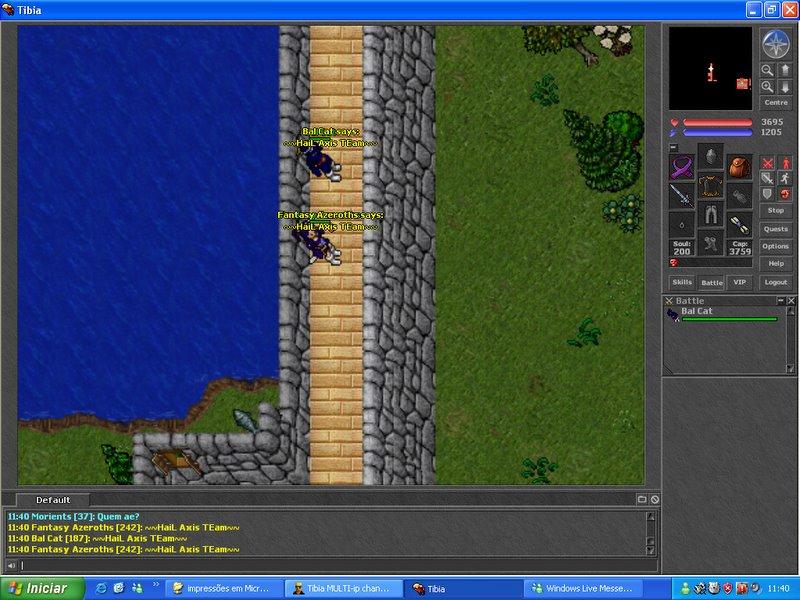 Tibia
Bal Cat says:
~~HaiL Axis TEam~~
Fantasy Azeroths says:
~~HaiL Axis TEam~~
Centre
3695
1205
Stop
Quests
Options
Help
Soul:
200
Cap:
3759
Skills Battle VIP Logout
Battle
Bal Cat
Default
11:40 Morients [37]: Quem ae?
11:40 Fantasy Azeroths [242]: ~~HaiL Axis TEam~~
11:40 Bal Cat [187]: ~~HaiL Axis TEam~~
11:40 Fantasy Azeroths [242]: ~~HaiL Axis TEam~~
Iniciar
impressões em Micr...
Tibia MULTI-ip chan...
Tibia
Windows Live Messe...
11:40